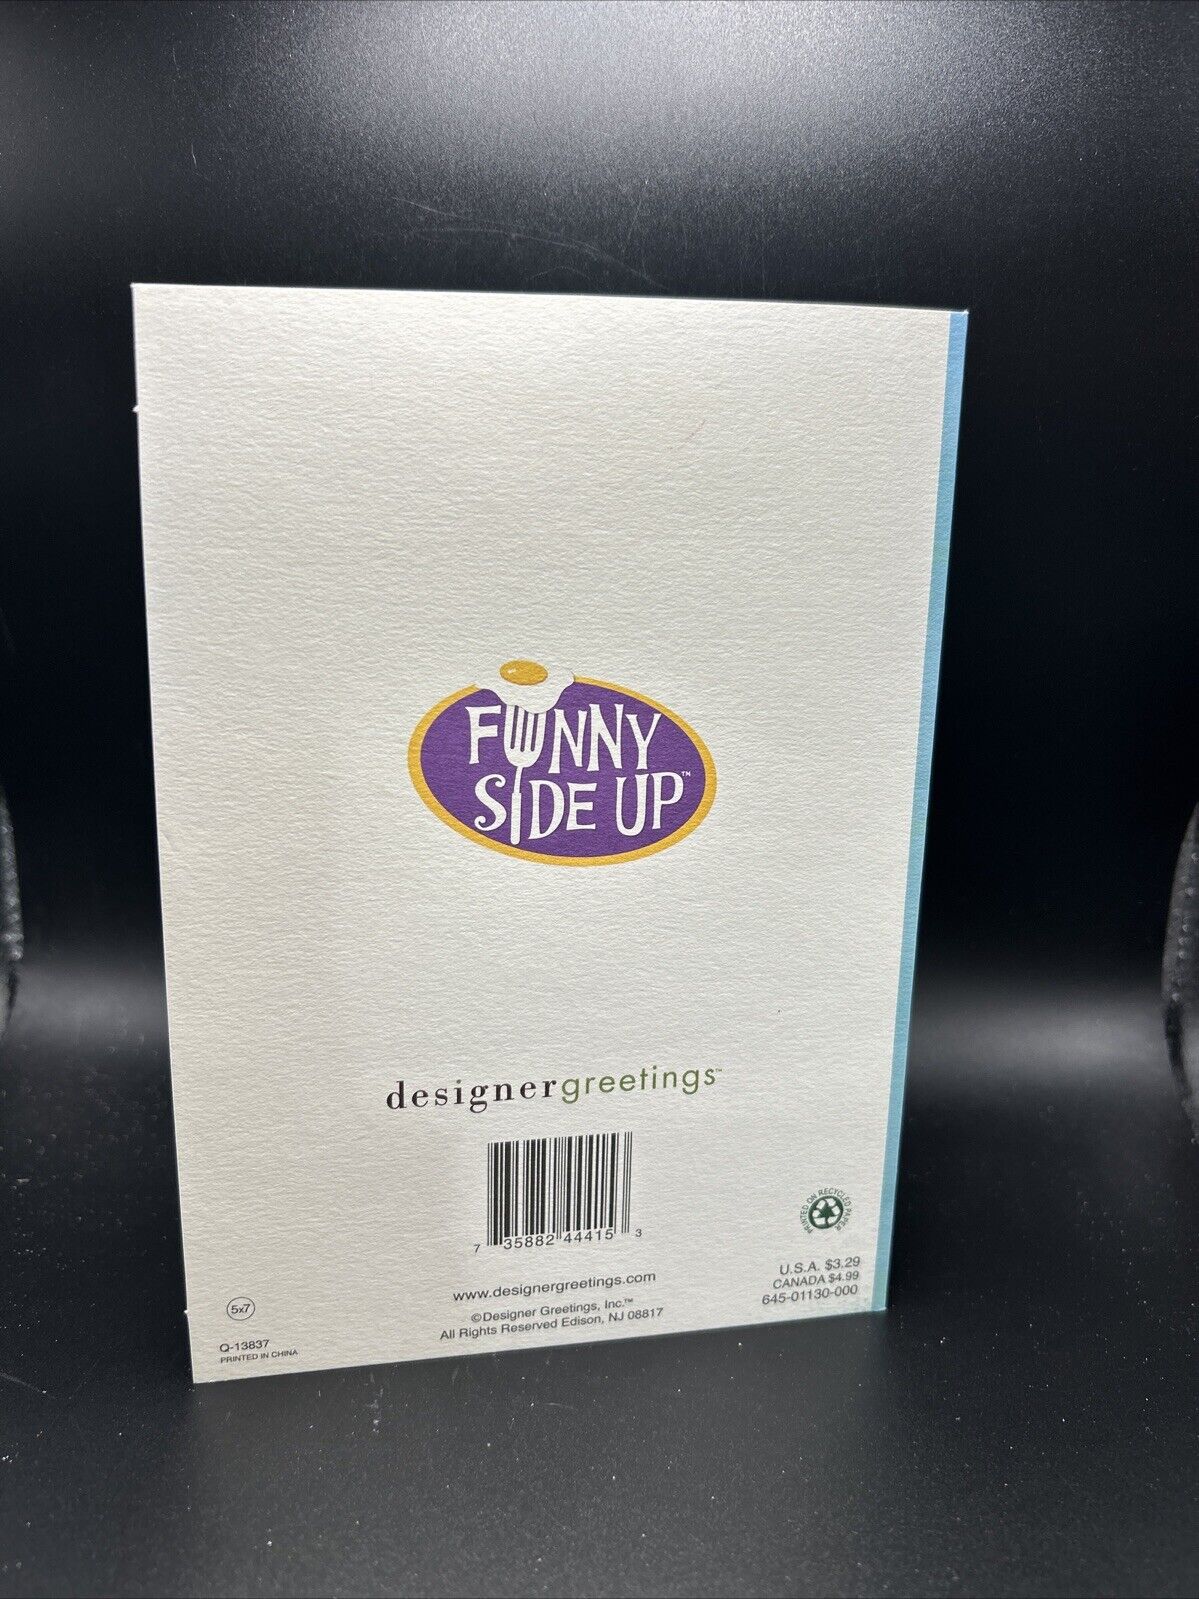 FUNNY
SIDE UP™
designergreetings™
7 35882 44415 3
PRINTED ON RECYCLED PAPER
www.designergreetings.com
©Designer Greetings, Inc.™
All Rights Reserved Edison, NJ 08817
U.S.A. $3.29
CANADA $4.99
645-01130-000
5x7
Q-13837
PRINTED IN CHINA